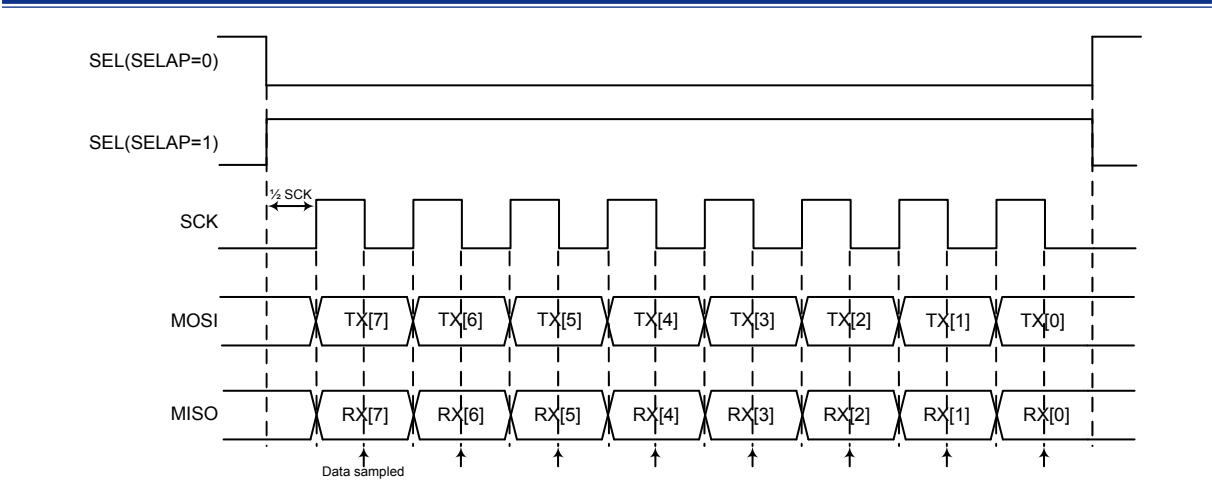 SEL(SELAP=0)
SEL(SELAP=1)
½ SCK
SCK
MOSI
TX[7] TX[6] TX[5] TX[4] TX[3] TX[2] TX[1] TX[0]
MISO
RX[7] RX[6] RX[5] RX[4] RX[3] RX[2] RX[1] RX[0]
Data sampled